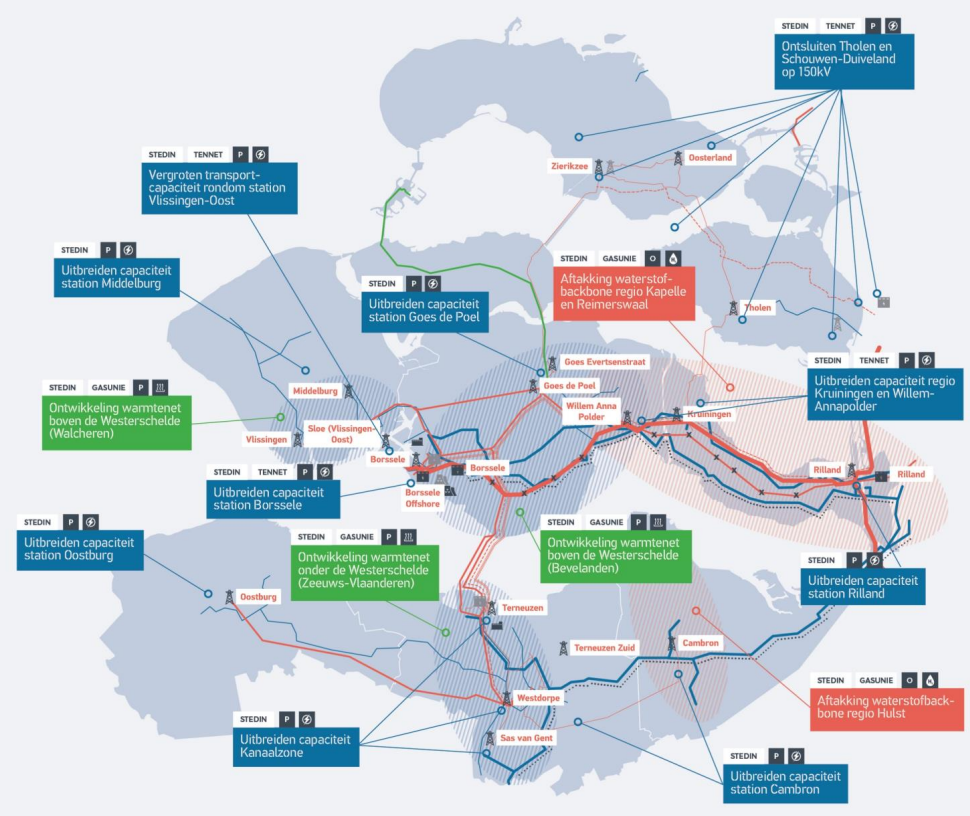 STEDIN TENNET P
Ontsluiten Tholen en
Schouwen-Duiveland
op 150kV
STEDIN TENNET P
Vergroten transport-
capaciteit rondom station
Vlissingen-Oost
Zierikzee
Oosterland
STEDIN P
Uitbreiden capaciteit
station Middelburg
STEDIN P
Uitbreiden capaciteit
station Goes de Poel
STEDIN GASUNIE O
Aftakking waterstof-
backbone regio Kapelle
en Reimerswaal
Tholen
STEDIN TENNET P
Uitbreiden capaciteit regio
Kruiningen en Willem-
Annapolder
Goes Evertsenstraat
Goes de Poel
Middelburg
STEDIN GASUNIE P
Ontwikkeling warmtenet
boven de Westerschelde
(Walcheren)
Willem Anna
Polder
Kruiningen
Vlissingen
Sloe (Vlissingen-
Oost)
Borssele
Borssele
Borssele
Offshore
Rilland
Rilland
STEDIN TENNET P
Uitbreiden capaciteit
station Borssele
STEDIN P
Uitbreiden capaciteit
station Oostburg
STEDIN GASUNIE P
Ontwikkeling warmtenet
onder de Westerschelde
(Zeeuws-Vlaanderen)
STEDIN GASUNIE P
Ontwikkeling warmtenet
boven de Westerschelde
(Bevelanden)
STEDIN P
Uitbreiden capaciteit
station Rilland
Oostburg
Terneuzen
Terneuzen Zuid
Cambron
Westdorpe
Sas van Gent
STEDIN GASUNIE O
Aftakking waterstofback-
bone regio Hulst
STEDIN P
Uitbreiden capaciteit
Kanaalzone
STEDIN P
Uitbreiden capaciteit
station Cambron